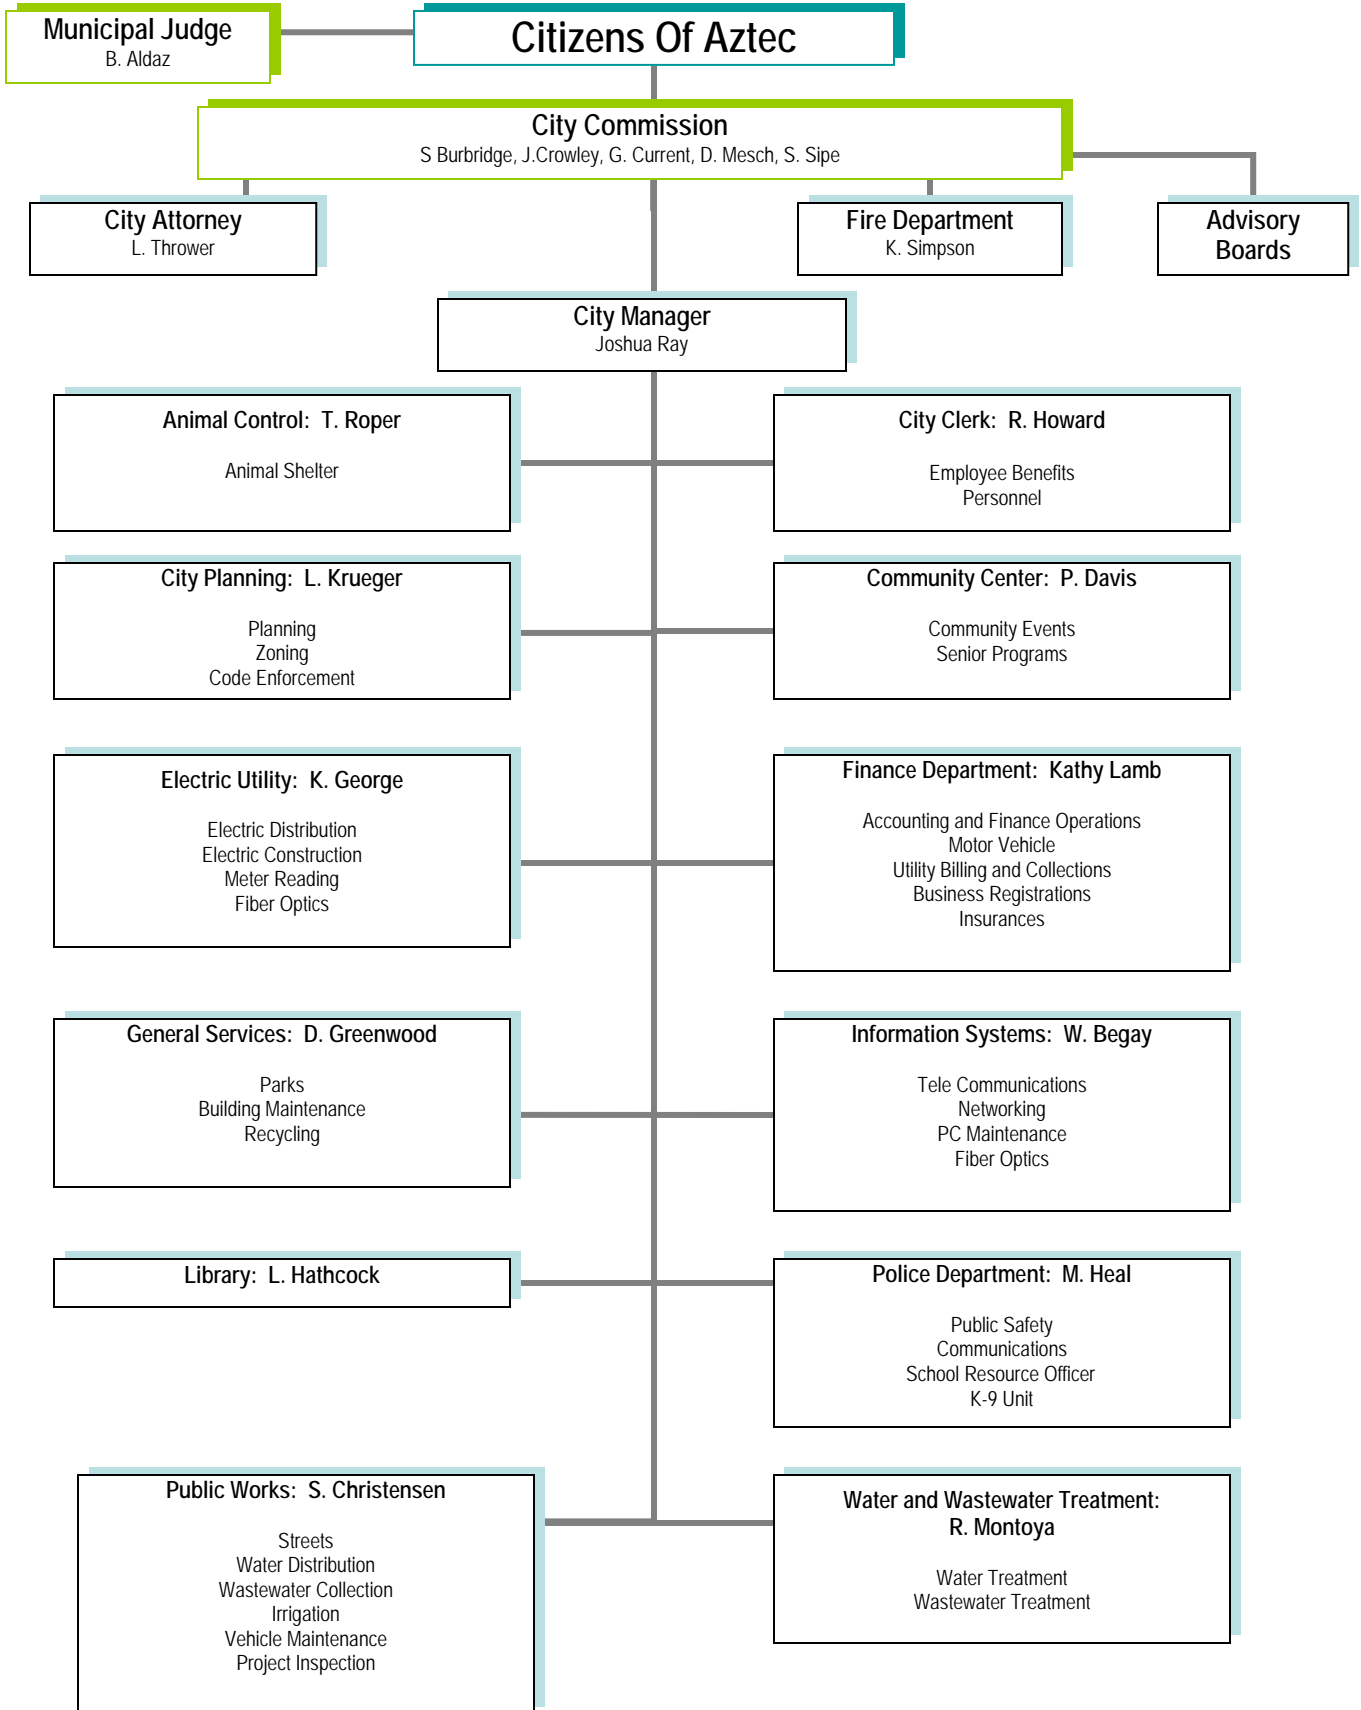 Municipal Judge
B. Aldaz
Citizens Of Aztec
City Commission
S Burbridge, J.Crowley, G. Current, D. Mesch, S. Sipe
City Attorney
L. Thrower
Fire Department
K. Simpson
Advisory
Boards
City Manager
Joshua Ray
Animal Control: T. Roper
Animal Shelter
City Clerk: R. Howard
Employee Benefits
Personnel
City Planning: L. Krueger
Planning
Zoning
Code Enforcement
Community Center: P. Davis
Community Events
Senior Programs
Electric Utility: K. George
Electric Distribution
Electric Construction
Meter Reading
Fiber Optics
Finance Department: Kathy Lamb
Accounting and Finance Operations
Motor Vehicle
Utility Billing and Collections
Business Registrations
Insurances
General Services: D. Greenwood
Parks
Building Maintenance
Recycling
Information Systems: W. Begay
Tele Communications
Networking
PC Maintenance
Fiber Optics
Library: L. Hathcock
Police Department: M. Heal
Public Safety
Communications
School Resource Officer
K-9 Unit
Public Works: S. Christensen
Streets
Water Distribution
Wastewater Collection
Irrigation
Vehicle Maintenance
Project Inspection
Water and Wastewater Treatment:
R. Montoya
Water Treatment
Wastewater Treatment